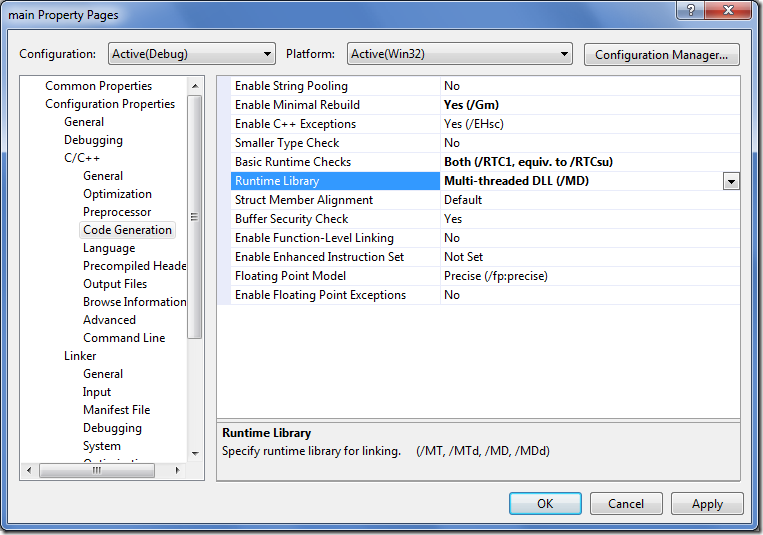 main Property Pages
?
Configuration: Active(Debug) Platform: Active(Win32) Configuration Manager...
Common Properties
Configuration Properties
General
Debugging
C/C++
General
Optimization
Preprocessor
Code Generation
Language
Precompiled Heade
Output Files
Browse Information
Advanced
Command Line
Linker
General
Input
Manifest File
Debugging
System
Enable String Pooling No
Enable Minimal Rebuild Yes (/Gm)
Enable C++ Exceptions Yes (/EHsc)
Smaller Type Check No
Basic Runtime Checks Both (/RTC1, equiv. to /RTCsu)
Runtime Library Multi-threaded DLL (/MD)
Struct Member Alignment Default
Buffer Security Check Yes
Enable Function-Level Linking No
Enable Enhanced Instruction Set Not Set
Floating Point Model Precise (/fp:precise)
Enable Floating Point Exceptions No
Runtime Library
Specify runtime library for linking. (/MT, /MTd, /MD, /MDd)
OK Cancel Apply